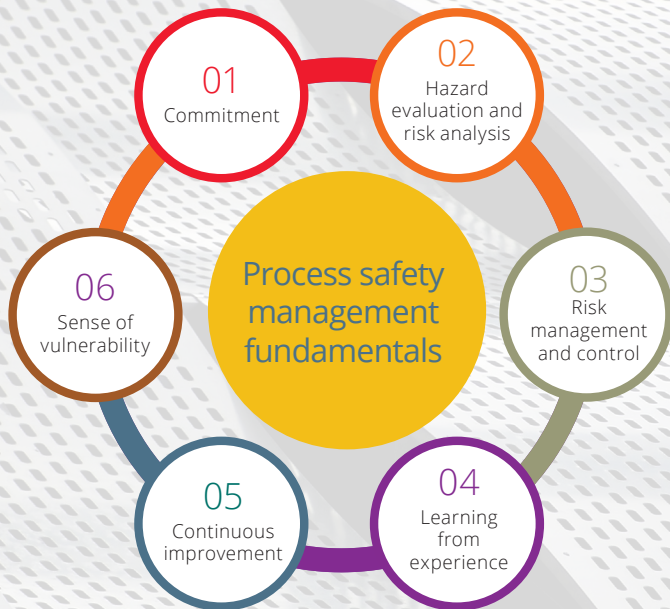 01
Commitment
02
Hazard
evaluation and
risk analysis
03
Risk
management
and control
04
Learning
from
experience
05
Continuous
improvement
06
Sense of
vulnerability
Process safety
management
fundamentals